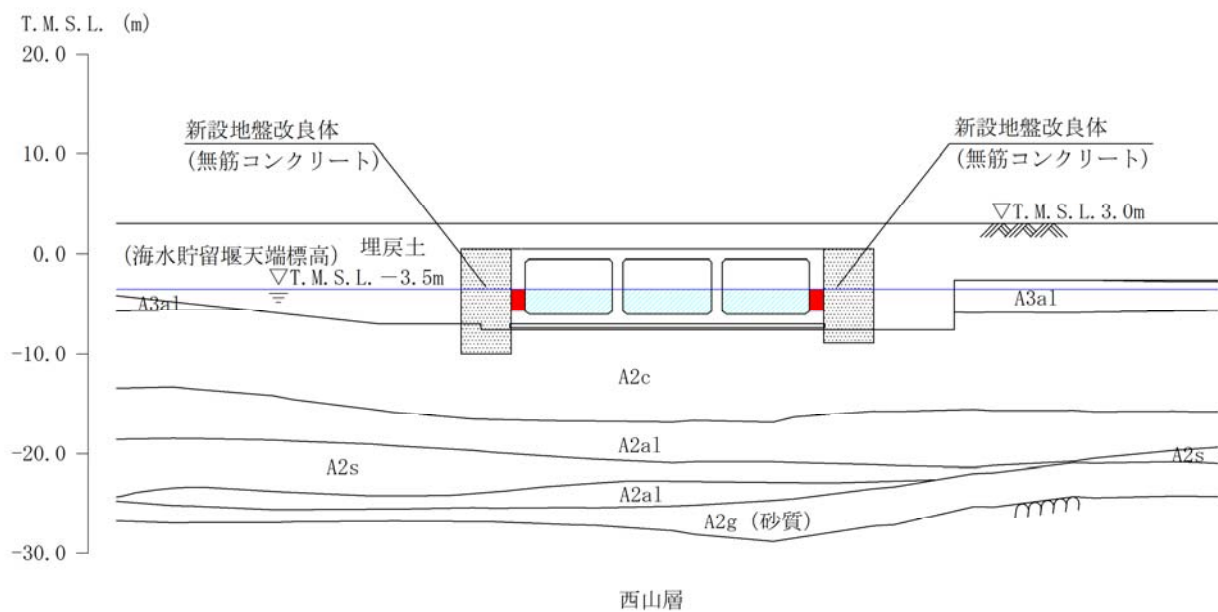 T.M.S.L. (m)
20.0
10.0
0.0
-10.0
-20.0
-30.0
新設地盤改良体
(無筋コンクリート)
新設地盤改良体
(無筋コンクリート)
▽T.M.S.L.3.0m
(海水貯留堰天端標高)
埋戻土
▽T.M.S.L.－3.5m
A3al
A3al
A2c
A2al
A2s
A2s
A2al
A2g (砂質)
西山層